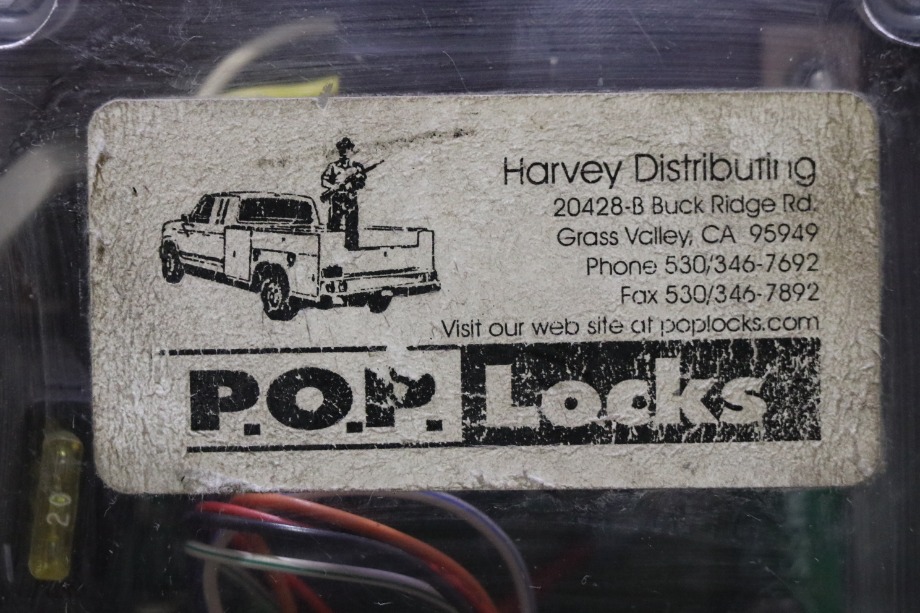 Harvey Distributing
20428-B Buck Ridge Rd.
Grass Valley, CA 95949
Phone 530/346-7692
Fax 530/346-7892
Visit our web site at poplocks.com
P.O.P. Locks
20